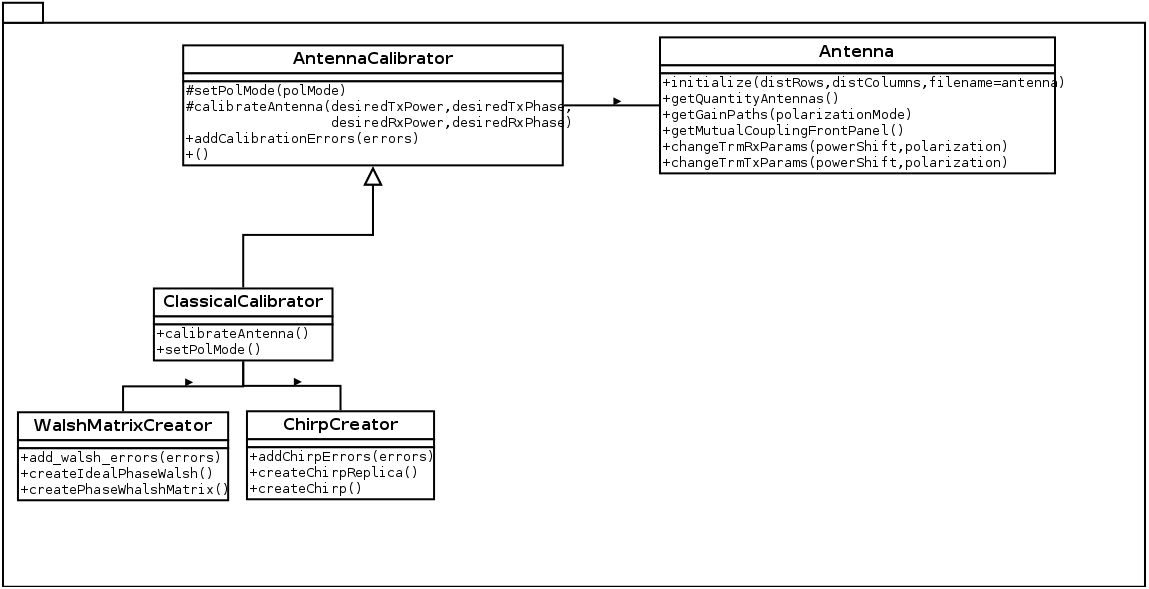 AntennaCalibrator
#setPolMode(polMode)
#calibrateAntenna(desiredTxPower,desiredTxPhase,
desiredRxPower,desiredRxPhase)
+addCalibrationErrors(errors)
+()
Antenna
+initialize(distRows,distColumns,filename=antenna)
+getQuantityAntennas()
+getGainPaths(polarizationMode)
+getMutualCouplingFrontPanel()
+changeTrmRxParams(powerShift,polarization)
+changeTrmTxParams(powerShift,polarization)
ClassicalCalibrator
+calibrateAntenna()
+setPolMode()
WalshMatrixCreator
+add_walsh_errors(errors)
+createIdealPhaseWalsh()
+createPhaseWhalshMatrix()
ChirpCreator
+addChirpErrors(errors)
+createChirpReplica()
+createChirp()